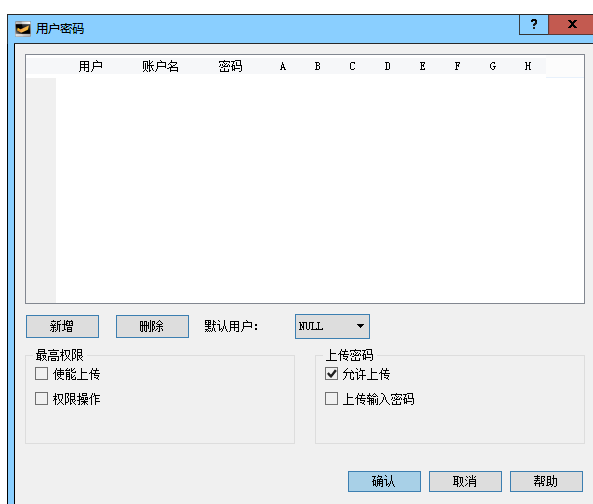 用户密码 ? X
用户 账户名 密码 A B C D E F G H
新增 删除 默认用户: NULL
最高权限
使能上传
权限操作
上传密码
允许上传
上传输入密码
确认 取消 帮助